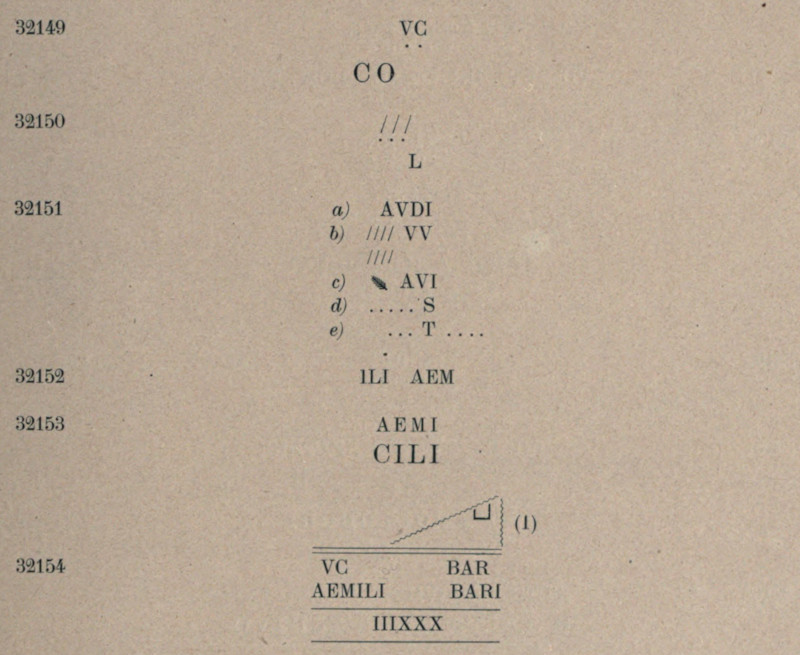 32149 VC
CO
32150 ///
...
L
32151 a) AVDI
b) //// VV
////
c) AVI
d) ..... S
e) ... T ....
32152 ILI AEM
32153 AEMI
CILI
(1)
32154 VC BAR
AEMILI BARI
IIIXXX